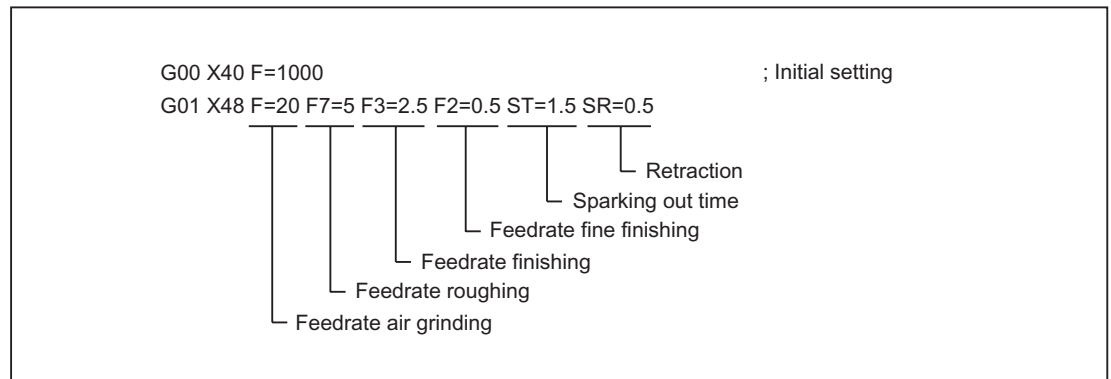 G00 X40 F=1000 ; Initial setting
G01 X48 F=20 F7=5 F3=2.5 F2=0.5 ST=1.5 SR=0.5
Retraction
Sparking out time
Feedrate fine finishing
Feedrate finishing
Feedrate roughing
Feedrate air grinding